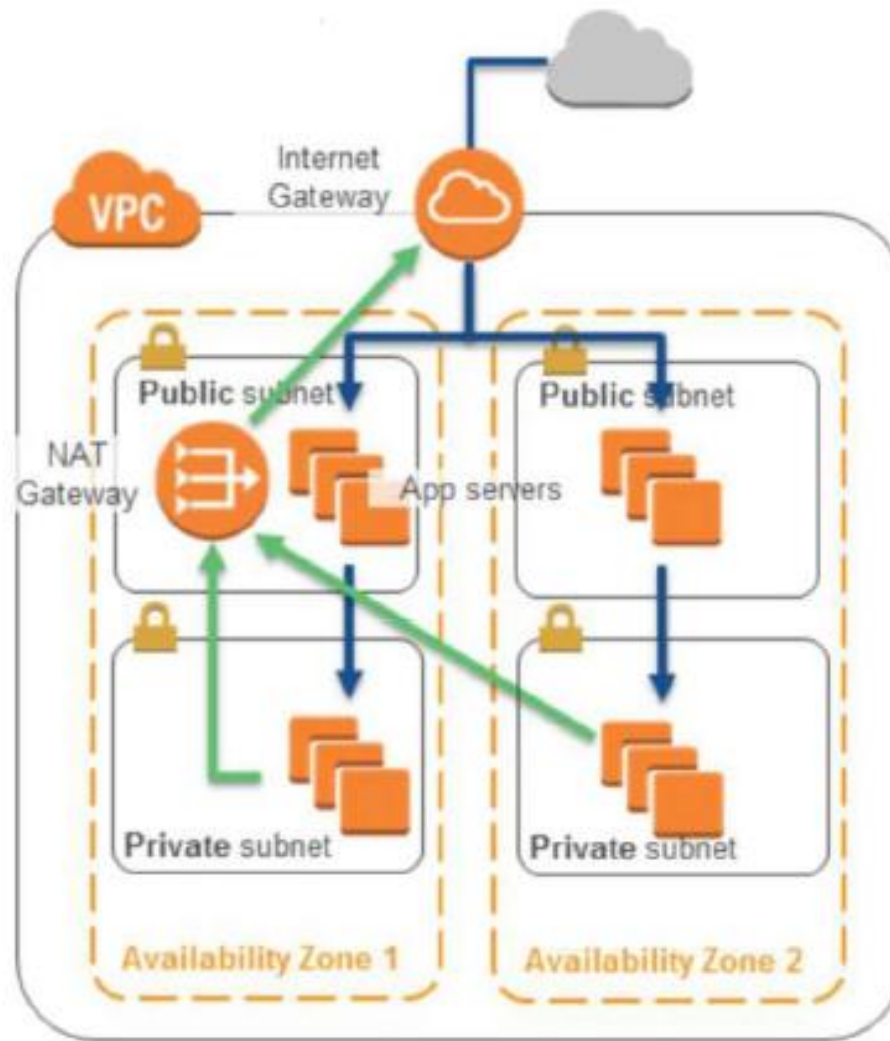 Internet
Gateway
VPC
Public subnet
Public subnet
NAT
Gateway
App servers
Private subnet
Private subnet
Availability Zone 1
Availability Zone 2